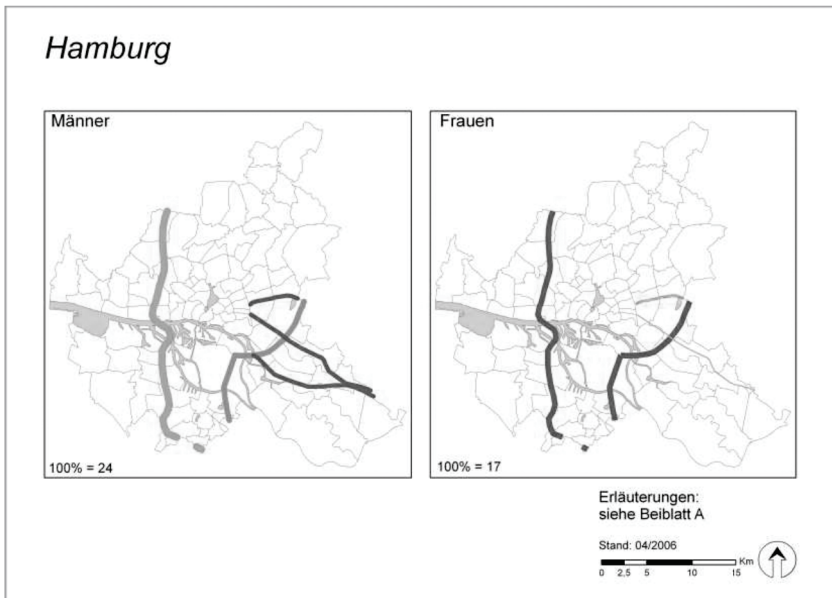 Hamburg
Männer
Frauen
100% = 24
100% = 17
Erläuterungen:
siehe Beiblatt A
Stand: 04/2006
Km
0 2,5 5 10 15